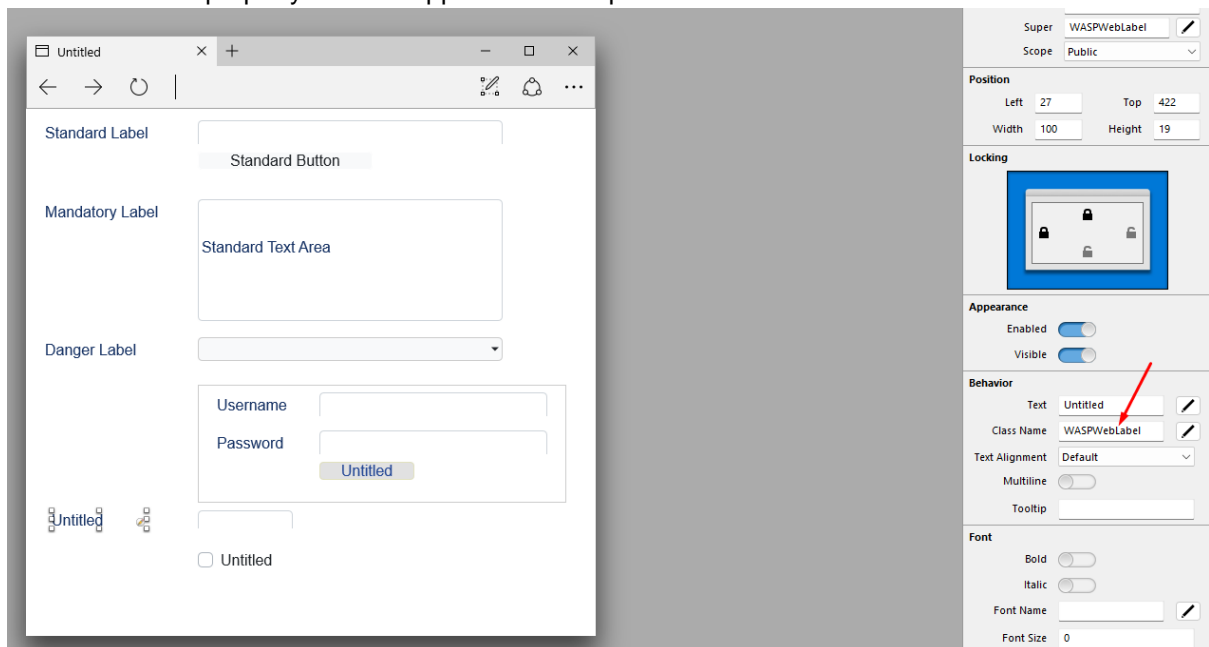 Untitled
Standard Label
Standard Button
Mandatory Label
Standard Text Area
Danger Label
Username
Password
Untitled
Untitled
Untitled
Super WASPWebLabel
Scope Public
Position
Left 27 Top 422
Width 100 Height 19
Locking
Appearance
Enabled
Visible
Behavior
Text Untitled
Class Name WASPWebLabel
Text Alignment Default
Multiline
Tooltip
Font
Bold
Italic
Font Name
Font Size 0